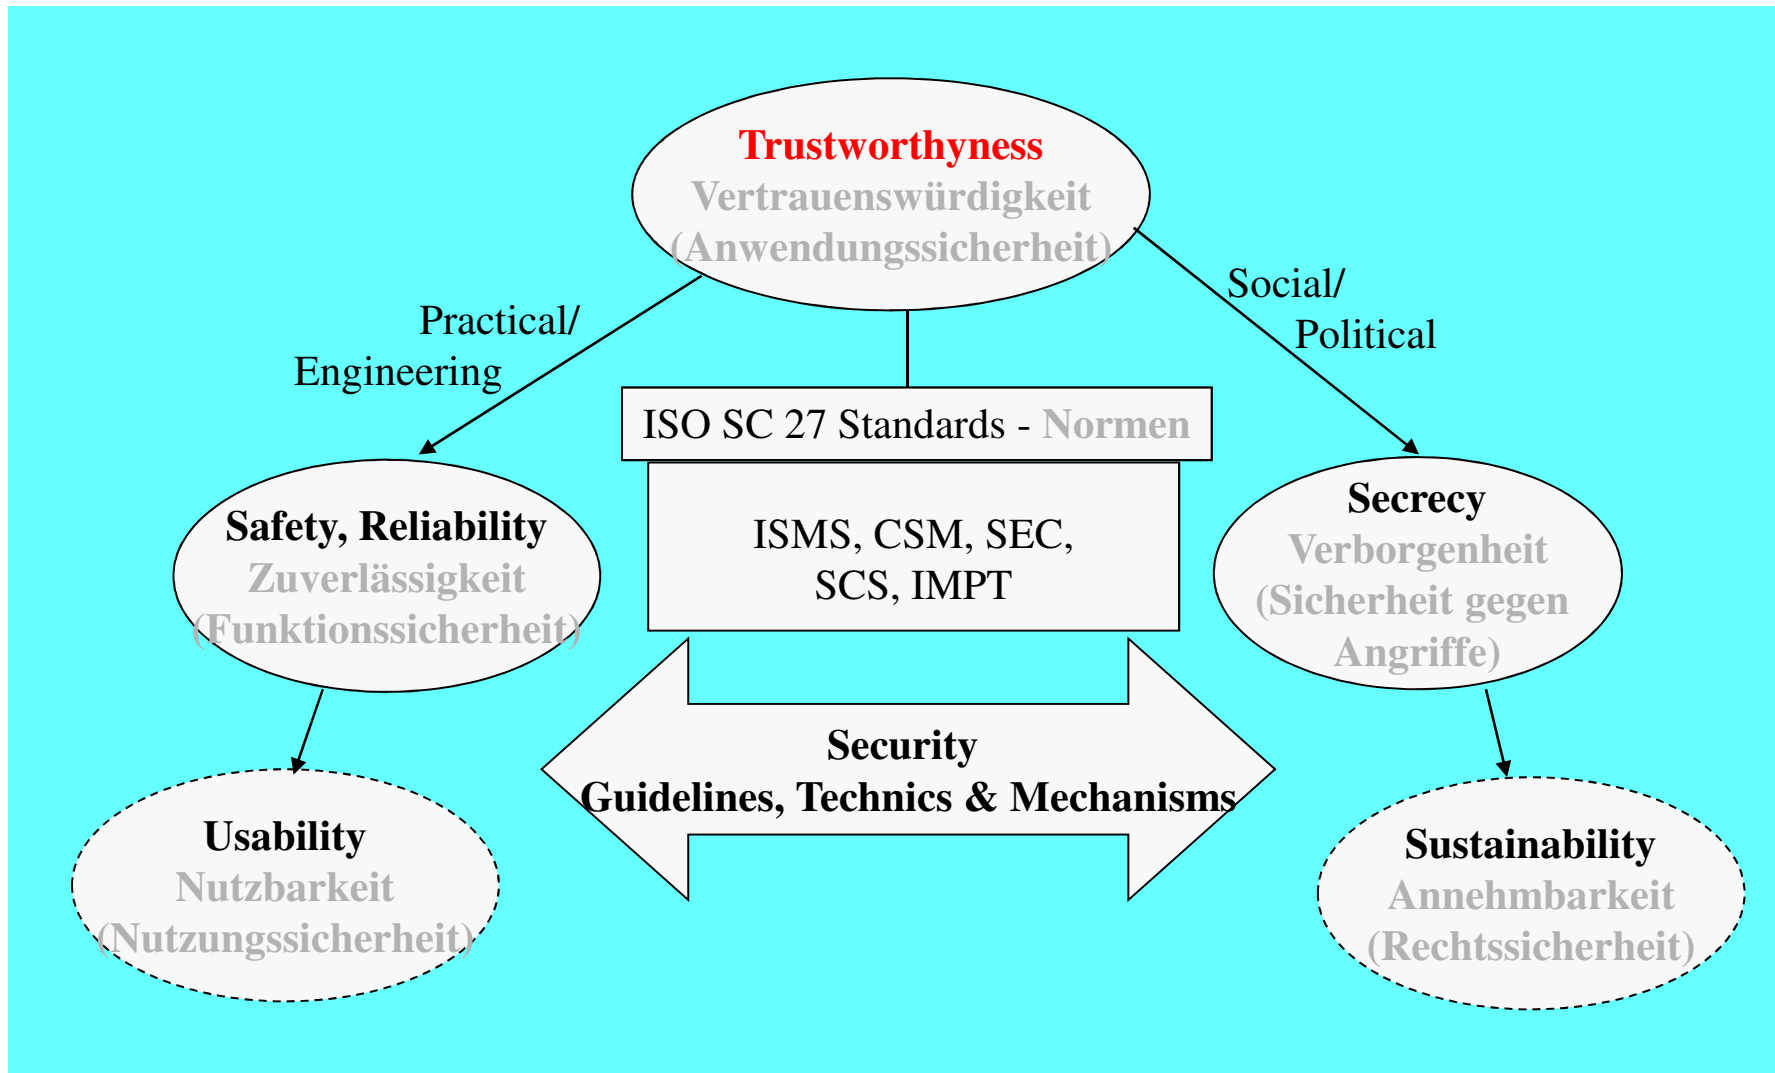 Trustworthyness
Vertrauenswürdigkeit
(Anwendungssicherheit)
Practical/
Engineering
Social/
Political
ISO SC 27 Standards - Normen
ISMS, CSM, SEC,
SCS, IMPT
Safety, Reliability
Zuverlässigkeit
(Funktionssicherheit)
Secrecy
Verborgenheit
(Sicherheit gegen
Angriffe)
Security
Guidelines, Technics & Mechanisms
Usability
Nutzbarkeit
(Nutzungssicherheit)
Sustainability
Annehmbarkeit
(Rechtssicherheit)